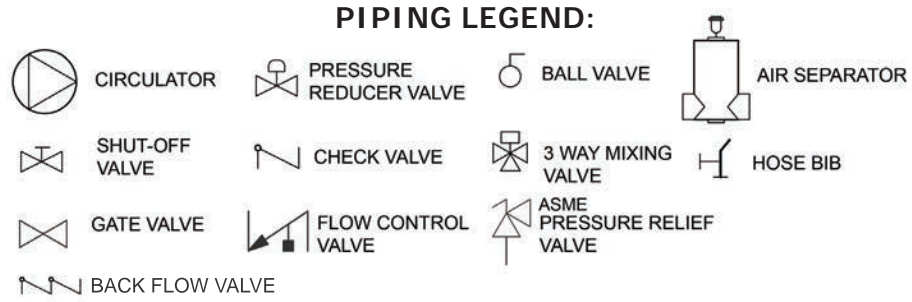 PIPING LEGEND:
CIRCULATOR
PRESSURE
REDUCER VALVE
BALL VALVE
AIR SEPARATOR
SHUT-OFF
VALVE
CHECK VALVE
3 WAY MIXING
VALVE
HOSE BIB
GATE VALVE
FLOW CONTROL
VALVE
ASME
PRESSURE RELIEF
VALVE
BACK FLOW VALVE